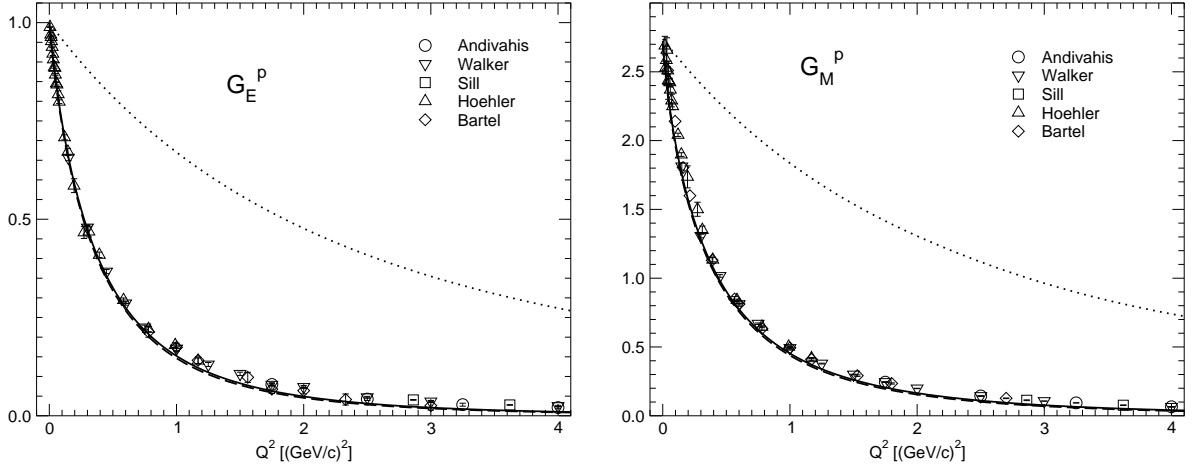 1.0
0.5
0.0
0
1
2
3
4
Q² [(GeV/c)²]
G_E^p
Andivahis
Walker
Sill
Hoehler
Bartel
2.5
2.0
1.5
1.0
0.5
0.0
0
1
2
3
4
Q² [(GeV/c)²]
G_M^p
Andivahis
Walker
Sill
Hoehler
Bartel